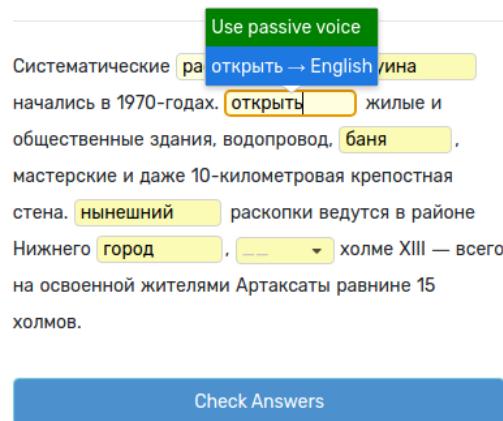 Use passive voice
открыть → English
Систематические ра уина
начались в 1970-годах. открыть жилые и
общественные здания, водопровод, баня ,
мастерские и даже 10-километровая крепостная
стена. нынешний раскопки ведутся в районе
Нижнего город , __ холме XIII — всего
на освоенной жителями Артаксаты равнине 15
холмов.
Check Answers